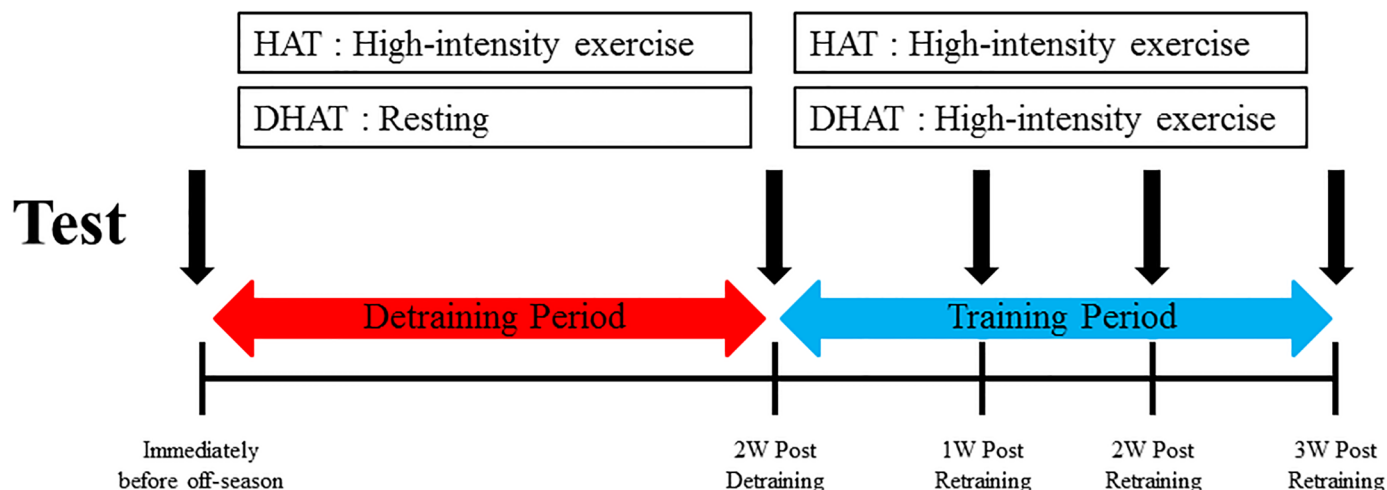 HAT : High-intensity exercise
HAT : High-intensity exercise
DHAT : Resting
DHAT : High-intensity exercise
Test
Detraining Period
Training Period
Immediately
before off-season
2W Post
Detraining
1W Post
Retraining
2W Post
Retraining
3W Post
Retraining